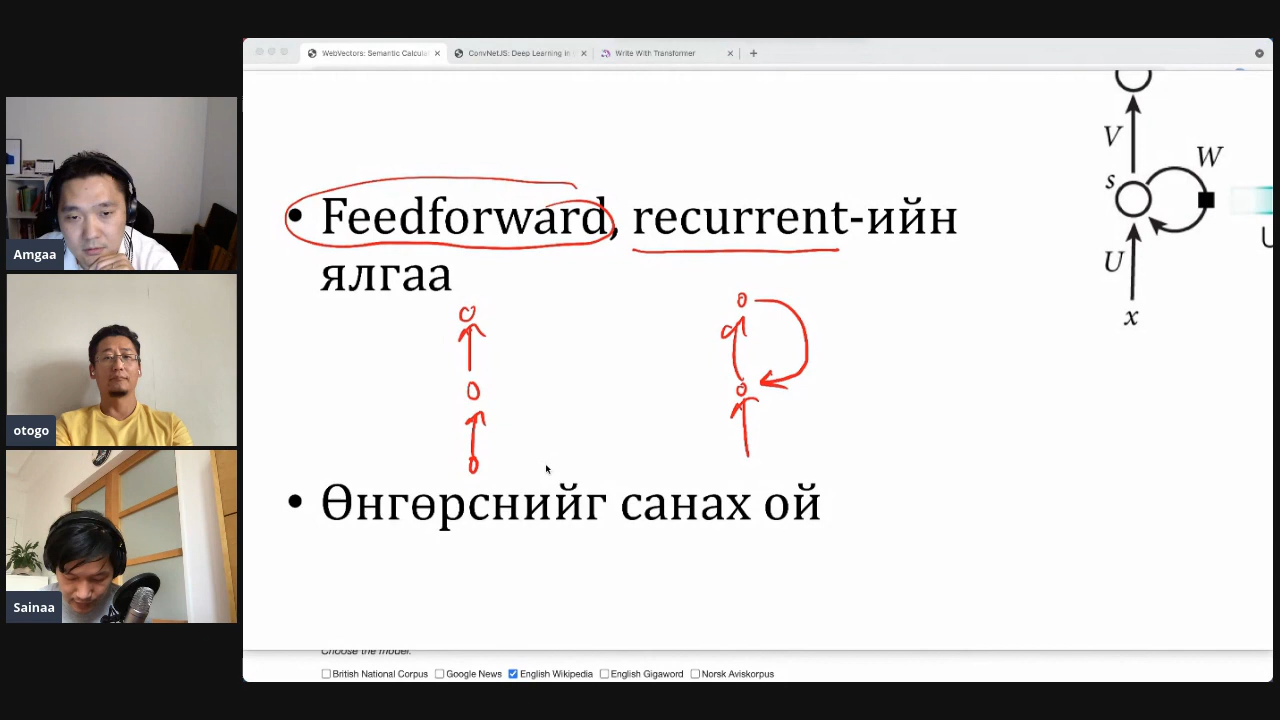 WebVectors: Semantic Calcula
ConvNetJS: Deep Learning in
Write With Transformer
• Feedforward, recurrent-ийн
ялгаа
• Өнгөрснийг санах ой
V
W
s
U
U
x
Choose the model:
British National Corpus Google News English Wikipedia English Gigaword Norsk Aviskorpus
Amgaa
otogo
Sainaa